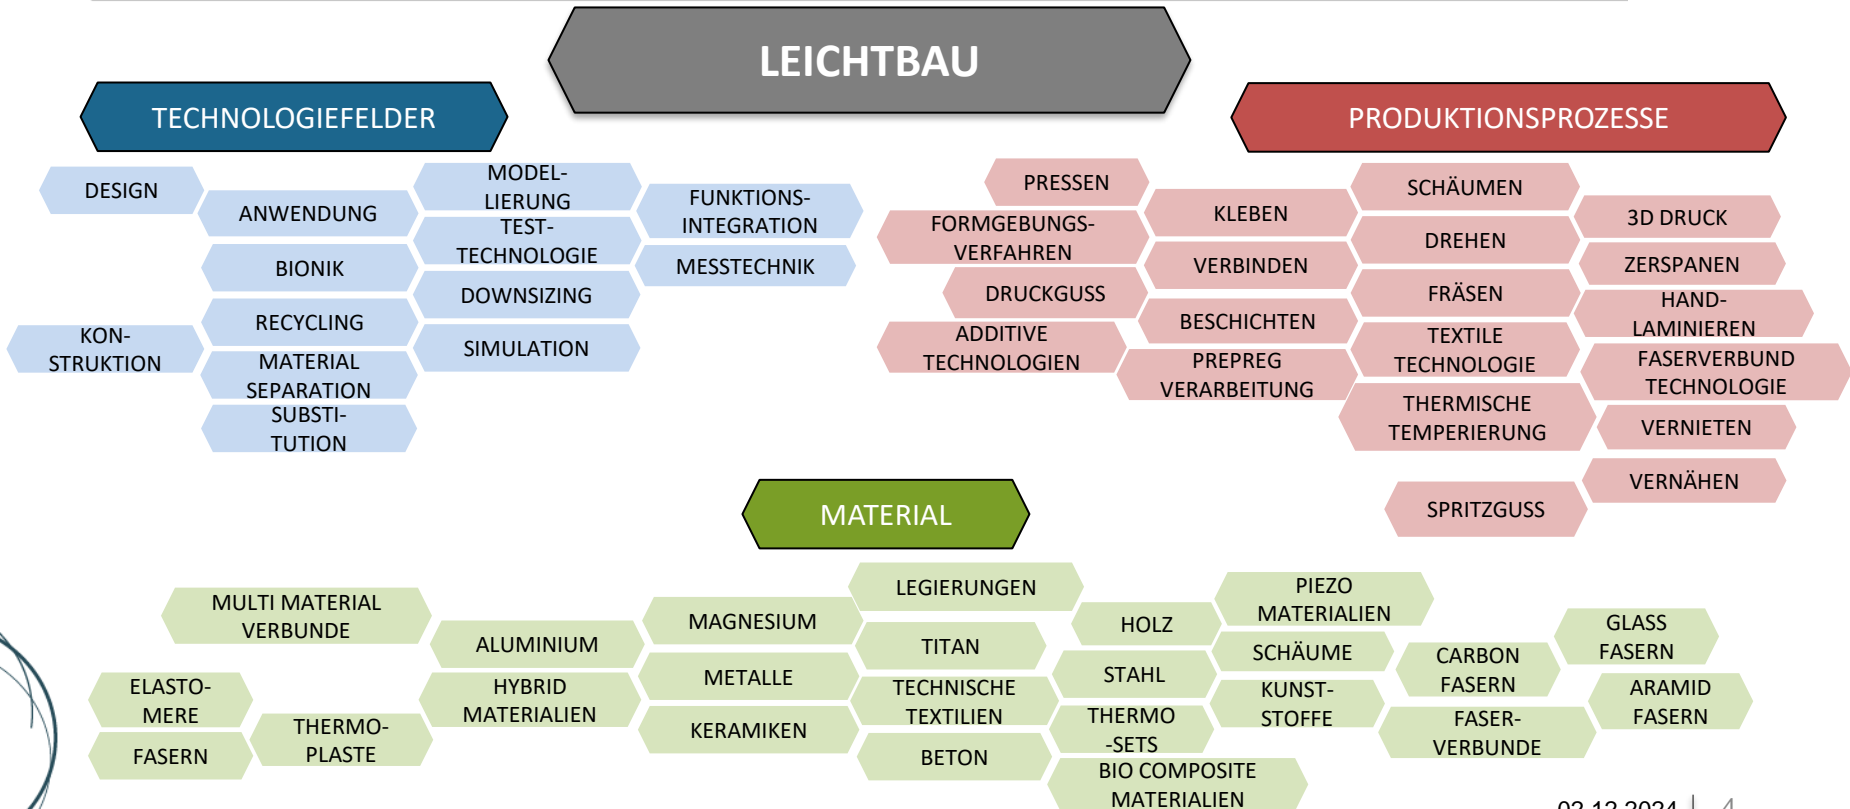 LEICHTBAU
TECHNOLOGIEFELDER
DESIGN
ANWENDUNG
MODEL-
LIERUNG
FUNKTIONS-
INTEGRATION
TEST-
TECHNOLOGIE
BIONIK
MESSTECHNIK
DOWNSIZING
RECYCLING
KON-
STRUKTION
SIMULATION
MATERIAL
SEPARATION
SUBSTI-
TUTION
PRODUKTIONSPROZESSE
PRESSEN
SCHÄUMEN
KLEBEN
3D DRUCK
FORMGEBUNGS-
VERFAHREN
DREHEN
VERBINDEN
ZERSPANEN
DRUCKGUSS
FRÄSEN
HAND-
LAMINIEREN
BESCHICHTEN
ADDITIVE
TECHNOLOGIEN
TEXTILE
TECHNOLOGIE
PREPREG
VERARBEITUNG
FASERVERBUND
TECHNOLOGIE
THERMISCHE
TEMPERIERUNG
VERNIETEN
VERNÄHEN
SPRITZGUSS
MATERIAL
LEGIERUNGEN
PIEZO
MATERIALIEN
MULTI MATERIAL
VERBUNDE
MAGNESIUM
HOLZ
GLASS
FASERN
ALUMINIUM
TITAN
SCHÄUME
CARBON
FASERN
METALLE
STAHL
ELASTO-
MERE
HYBRID
MATERIALIEN
TECHNISCHE
TEXTILIEN
KUNST-
STOFFE
ARAMID
FASERN
THERMO-
PLASTE
KERAMIKEN
THERMO
-SETS
FASER-
VERBUNDE
FASERN
BETON
BIO COMPOSITE
MATERIALIEN
02.12.2024
4